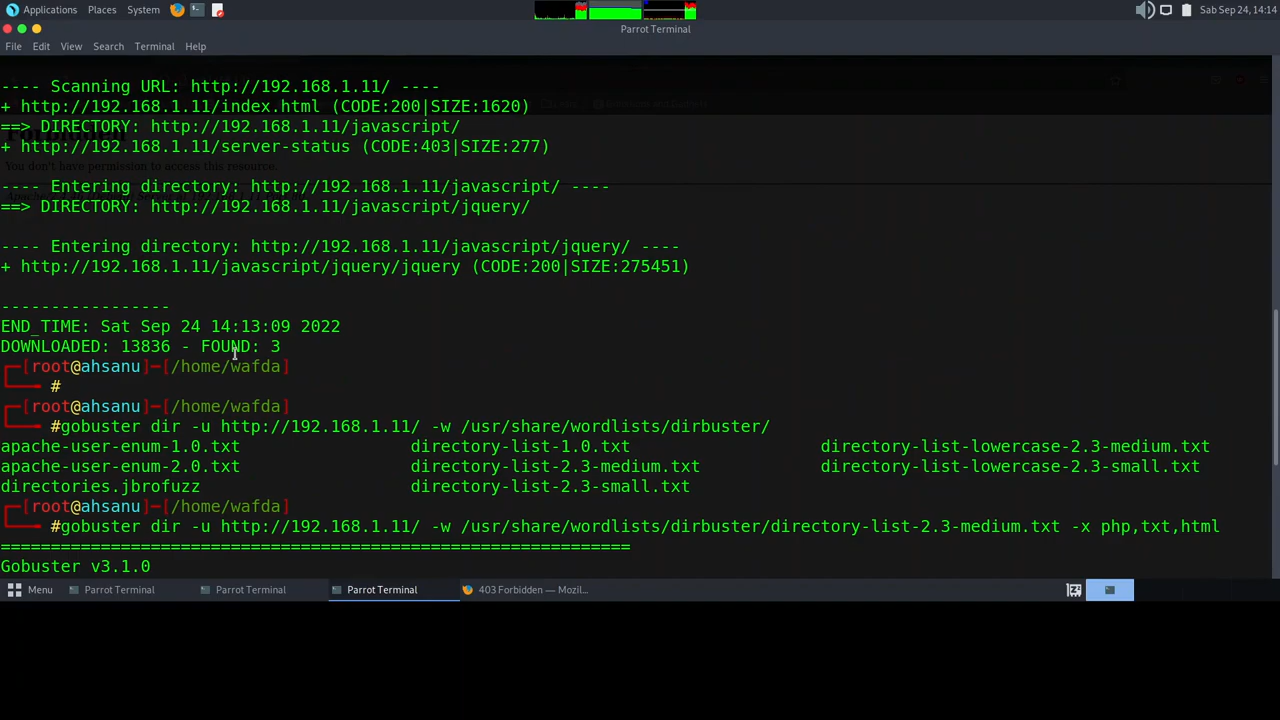 Applications Places System Sab Sep 24, 14:14
Parrot Terminal
File Edit View Search Terminal Help
---- Scanning URL: http://192.168.1.11/ ----
+ http://192.168.1.11/index.html (CODE:200|SIZE:1620)
==> DIRECTORY: http://192.168.1.11/javascript/
+ http://192.168.1.11/server-status (CODE:403|SIZE:277)
You don't have permission to access this resource.
---- Entering directory: http://192.168.1.11/javascript/ ----
==> DIRECTORY: http://192.168.1.11/javascript/jquery/
---- Entering directory: http://192.168.1.11/javascript/jquery/ ----
+ http://192.168.1.11/javascript/jquery/jquery (CODE:200|SIZE:275451)
-----------------
END_TIME: Sat Sep 24 14:13:09 2022
DOWNLOADED: 13836 - FOUND: 3
┌─[root@ahsanu]─[/home/wafda]
└──╼ #
┌─[root@ahsanu]─[/home/wafda]
└──╼ #gobuster dir -u http://192.168.1.11/ -w /usr/share/wordlists/dirbuster/
apache-user-enum-1.0.txt directory-list-1.0.txt directory-list-lowercase-2.3-medium.txt
apache-user-enum-2.0.txt directory-list-2.3-medium.txt directory-list-lowercase-2.3-small.txt
directories.jbrofuzz directory-list-2.3-small.txt
┌─[root@ahsanu]─[/home/wafda]
└──╼ #gobuster dir -u http://192.168.1.11/ -w /usr/share/wordlists/dirbuster/directory-list-2.3-medium.txt -x php,txt,html
===============================================================
Gobuster v3.1.0
Menu Parrot Terminal Parrot Terminal Parrot Terminal 403 Forbidden — Mozil...